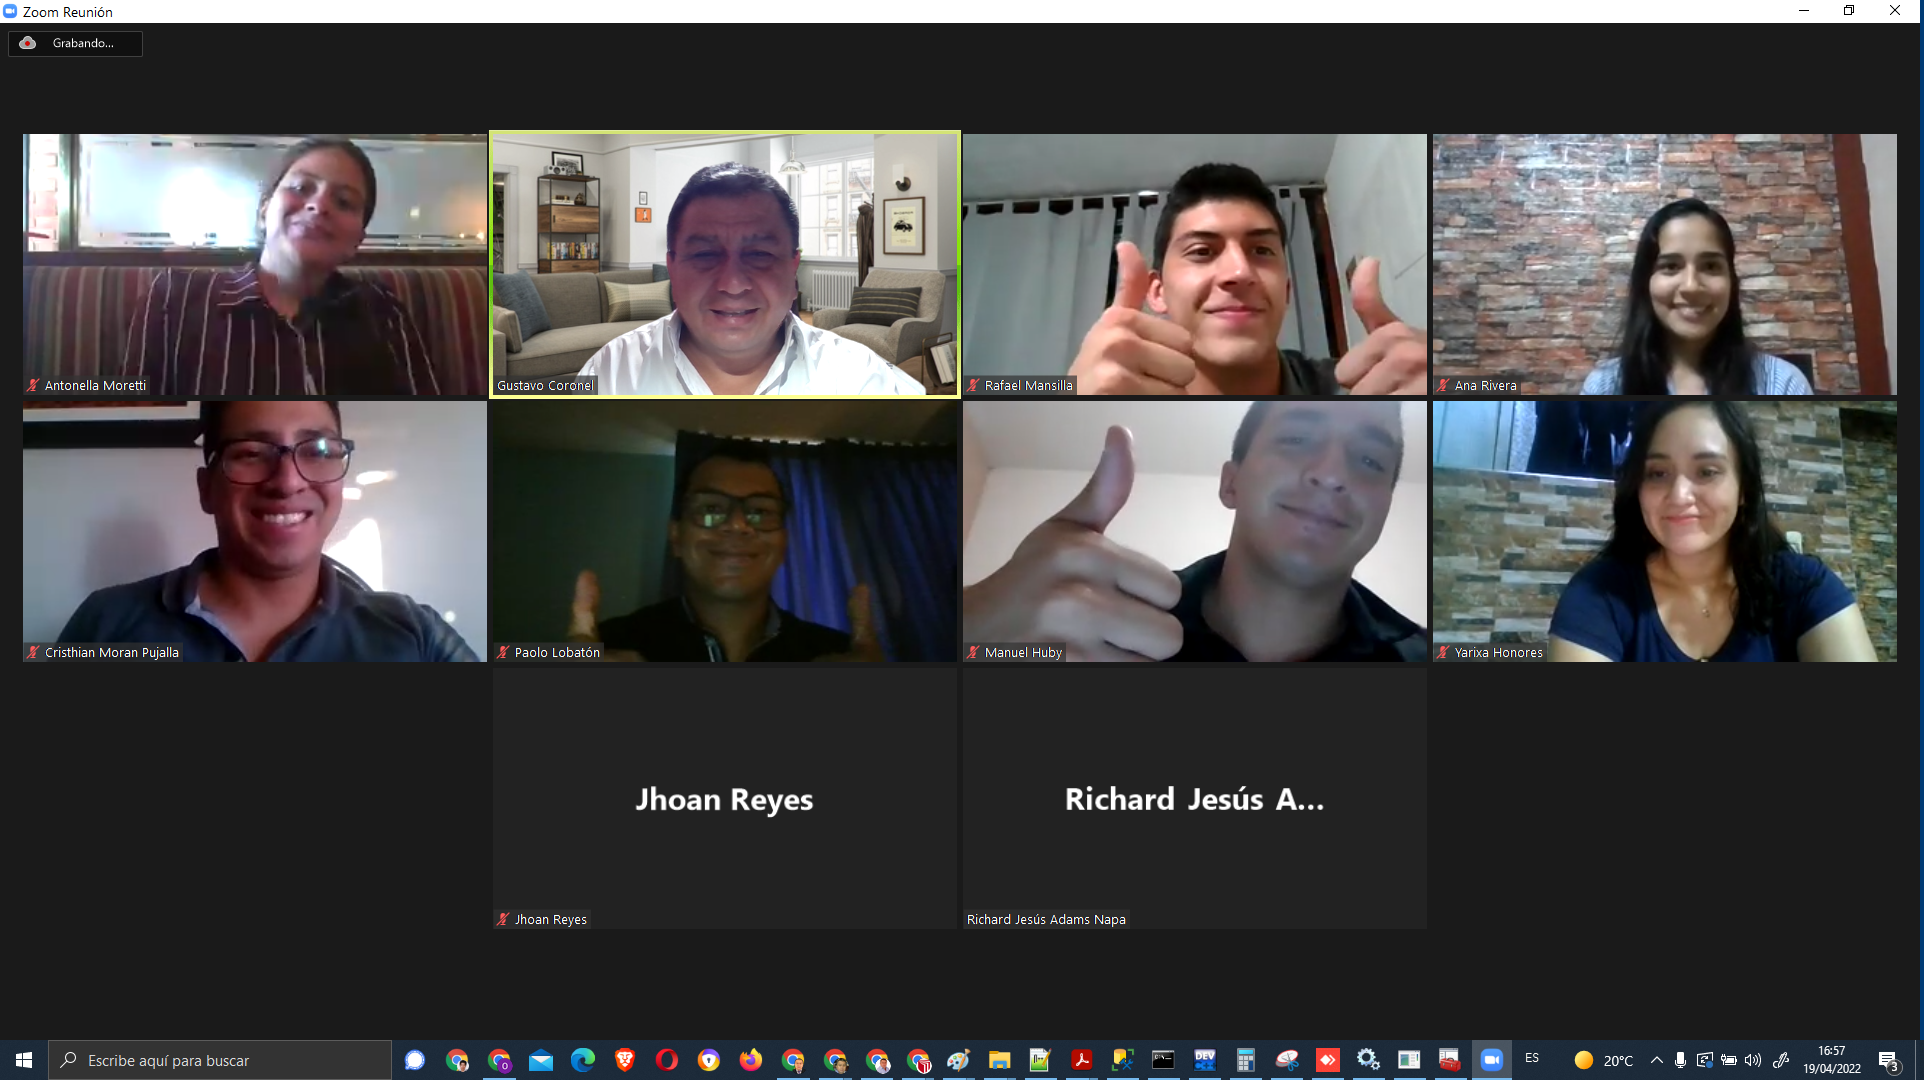 Zoom Reunión
Grabando...
Antonella Moretti
Gustavo Coronel
Rafael Mansilla
Ana Rivera
Cristhian Moran Pujalla
Paolo Lobatón
Manuel Huby
Yarixa Honores
Jhoan Reyes
Richard Jesús A...
Jhoan Reyes
Richard Jesús Adams Napa
Escribe aquí para buscar
DEV
ES
20°C
16:57
19/04/2022
3